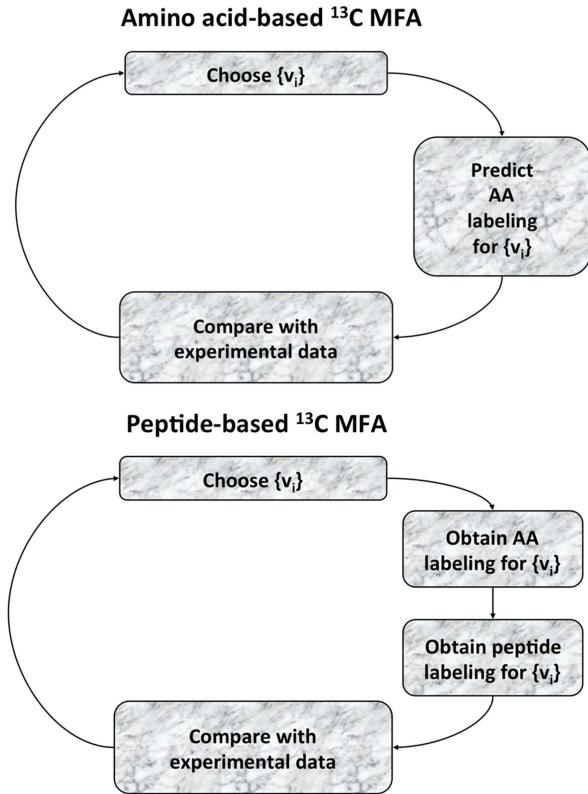 Amino acid-based ¹³C MFA
Choose {vᵢ}
Predict
AA
labeling
for {vᵢ}
Compare with
experimental data
Peptide-based ¹³C MFA
Choose {vᵢ}
Obtain AA
labeling for {vᵢ}
Obtain peptide
labeling for {vᵢ}
Compare with
experimental data